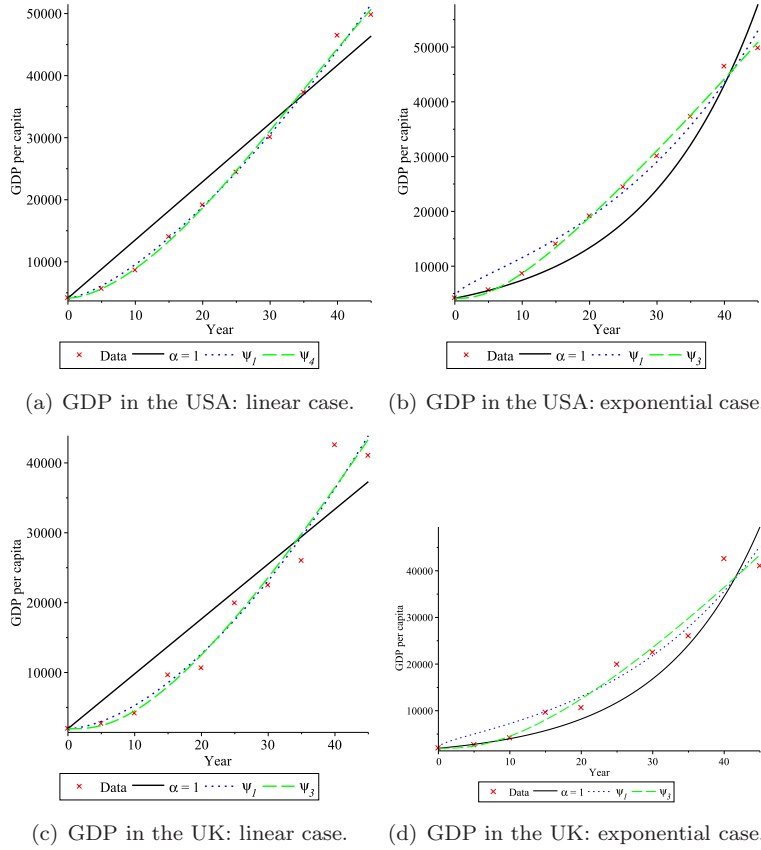 50000
40000
30000
20000
10000
GDP per capita
0 10 20 30 40
Year
× Data α = 1 ψ1 ψ4
(a) GDP in the USA: linear case.
50000
40000
30000
20000
10000
GDP per capita
0 10 20 30 40
Year
× Data α = 1 ψ1 ψ3
(b) GDP in the USA: exponential case.
40000
30000
20000
10000
GDP per capita
0 10 20 30 40
Year
× Data α = 1 ψ1 ψ3
(c) GDP in the UK: linear case.
40000
30000
20000
10000
GDP per capita
0 10 20 30 40
Year
× Data α = 1 ψ1 ψ3
(d) GDP in the UK: exponential case.